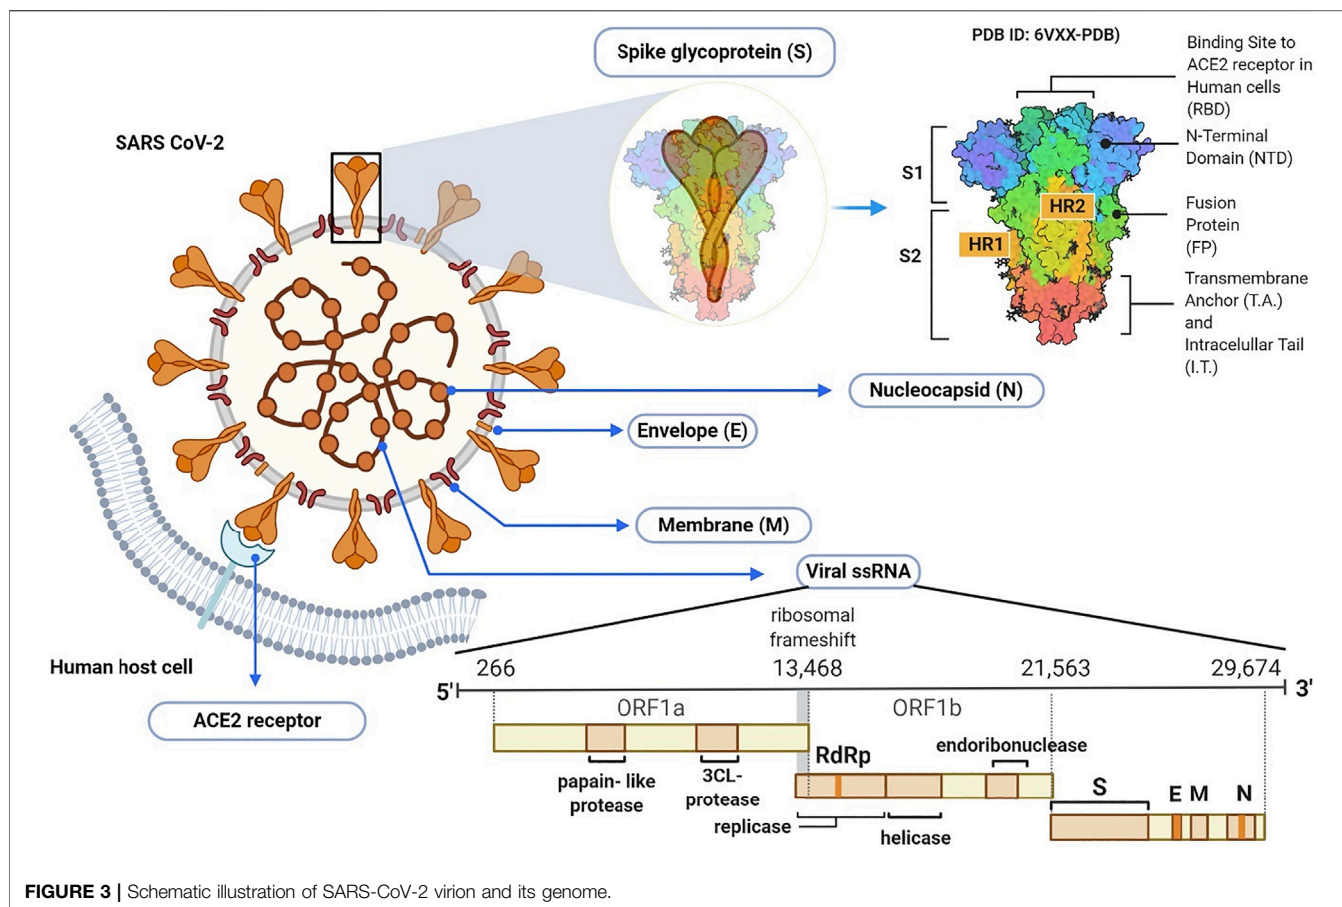 Spike glycoprotein (S)
PDB ID: 6VXX-PDB)
Binding Site to
ACE2 receptor in
Human cells
(RBD)
N-Terminal
Domain (NTD)
Fusion
Protein
(FP)
Transmembrane
Anchor (T.A.)
and
Intracelullar Tail
(I.T.)
S1
S2
HR2
HR1
SARS CoV-2
Nucleocapsid (N)
Envelope (E)
Membrane (M)
Viral ssRNA
Human host cell
ACE2 receptor
ribosomal
frameshift
266 13,468 21,563 29,674
5' 3'
ORF1a ORF1b
papain- like
protease
3CL-
protease
RdRp
endoribonuclease
replicase
helicase
S E M N
FIGURE 3 | Schematic illustration of SARS-CoV-2 virion and its genome.